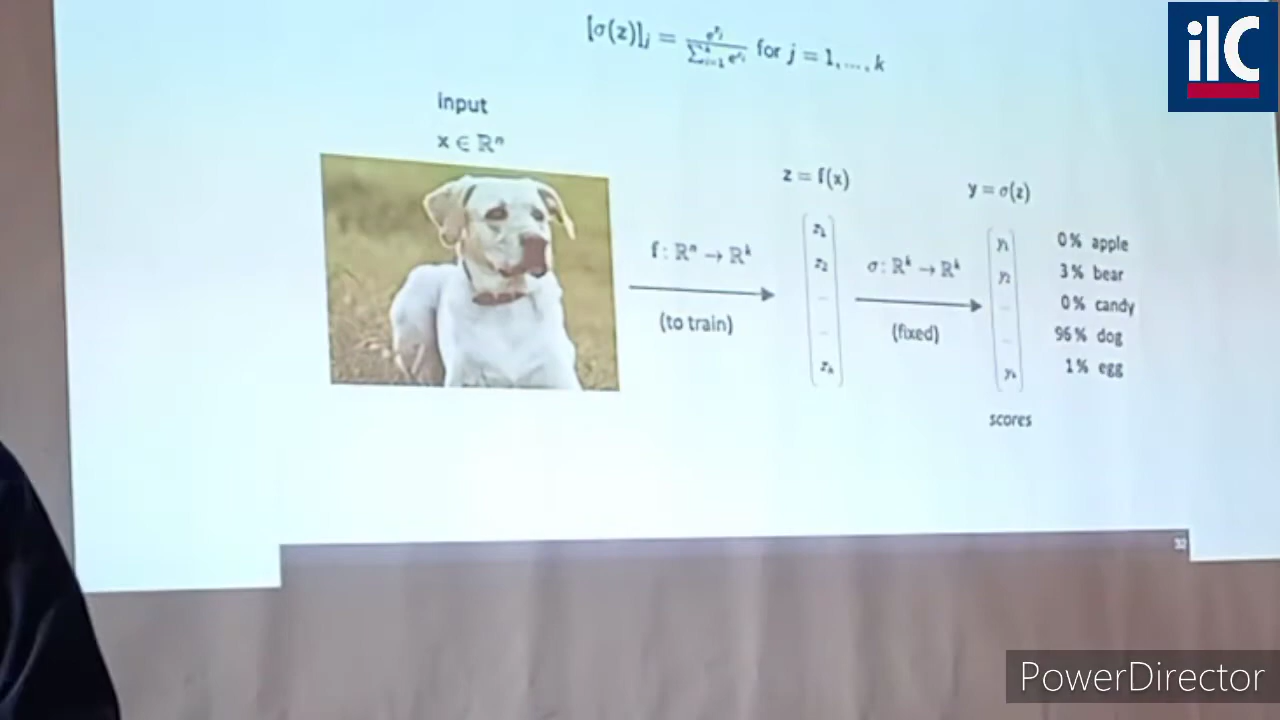 ilC
[σ(z)]ⱼ = e^{zⱼ} / ∑ᵢ₌₁ᵏ e^{zᵢ} for j = 1, ..., k
input
x ∈ ℝⁿ
z = f(x)
y = σ(z)
f : ℝⁿ → ℝᵏ
(to train)
z₁
z₂
zₖ
σ : ℝᵏ → ℝᵏ
(fixed)
y₁
y₂
yₖ
0% apple
3% bear
0% candy
96% dog
1% egg
scores
32
PowerDirector